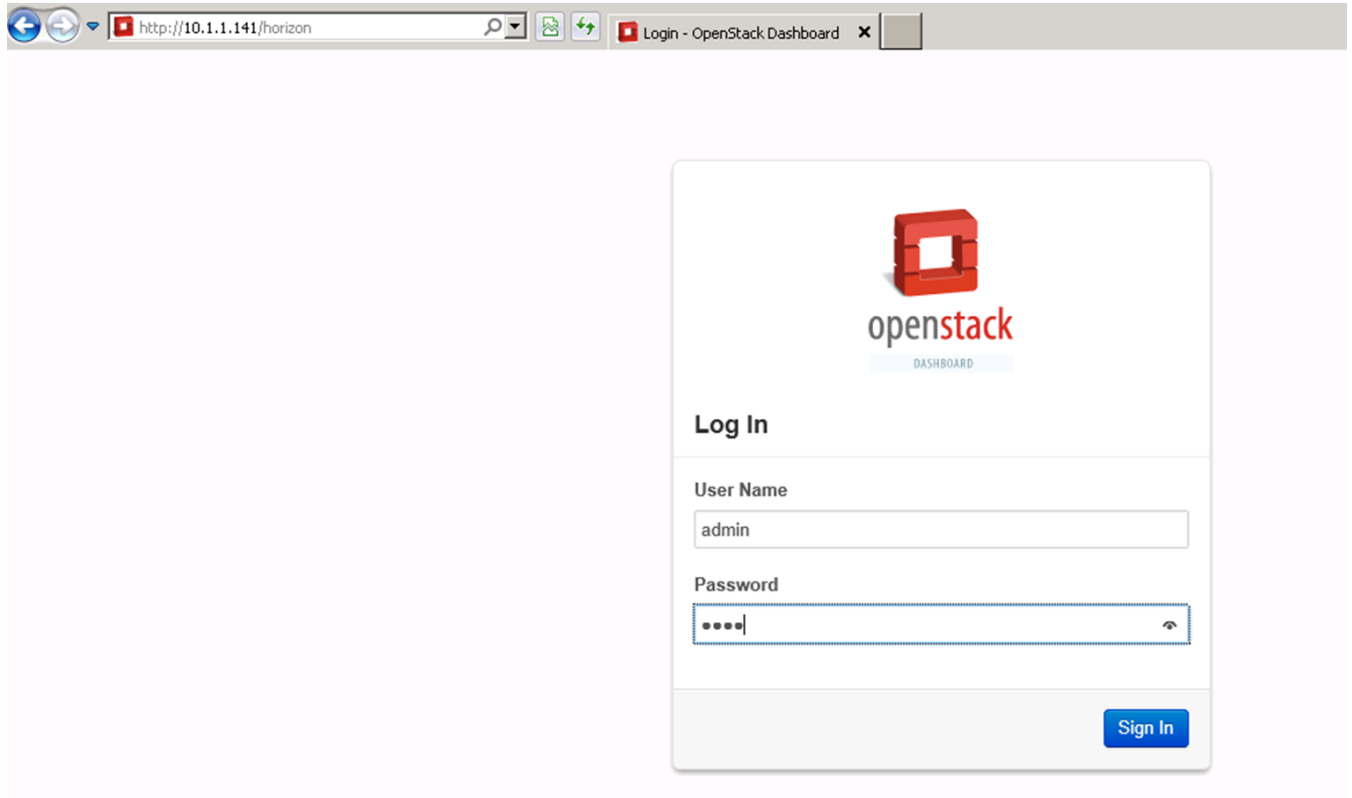 http://10.1.1.141/horizon
Login - OpenStack Dashboard
openstack
DASHBOARD
Log In
User Name
admin
Password
••••
Sign In